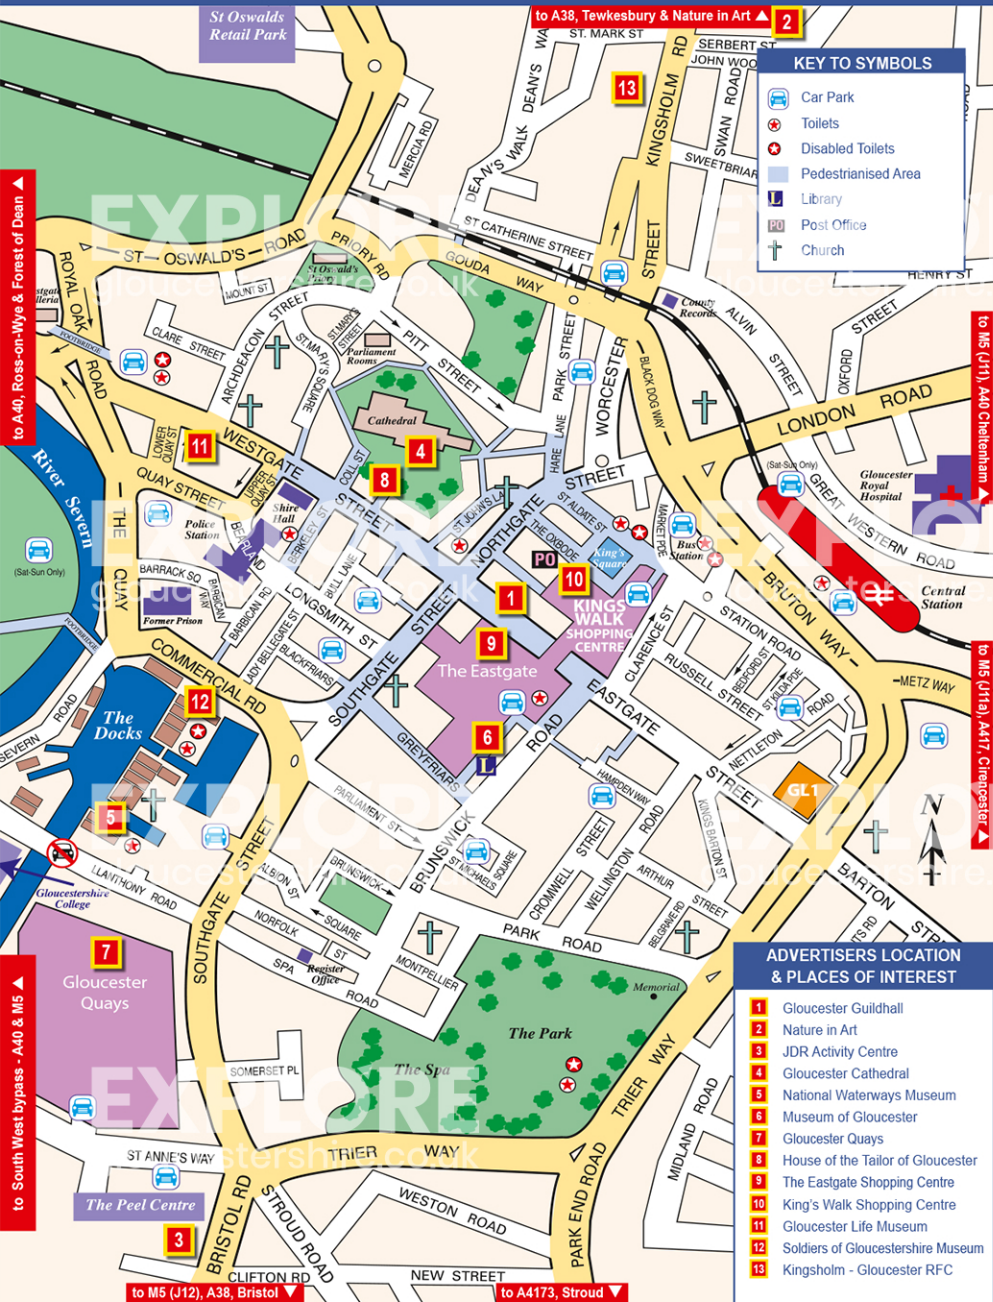 to A38, Tewkesbury & Nature in Art
2
St Oswalds
Retail Park
ST. MARK ST
SERBERT ST
JOHN WOO
KEY TO SYMBOLS
Car Park
Toilets
Disabled Toilets
Pedestrianised Area
L
Library
PO
Post Office
Church
13
KINGSHOLM RD
SWAN ROAD
SWEETBRIAR
DEAN'S WALK
DEAN'S WA
MERCIA RD
ST CATHERINE STREET
STREET
HENRY ST
EXPLORE
gloucestershire.co.uk
to A40, Ross-on-Wye & Forest of Dean
ST- OSWALD'S - ROAD
PRIORY RD
St Oswald's
Priory
GOUDA WAY
ROYAL OAK
ROAD
FOOTBRIDGE
MOUNT ST
CLARE STREET
ARCHDEACON STREET
ST.MARY'S
STREET
ST.MARY'S SQUARE
Parliament
Rooms
PITT STREET
PARK STREET
HARE LANE
WORCESTER
STREET
BLACK DOG WAY
County
Records
ALVIN
STREET
OXFORD
STREET
LONDON ROAD
to M5 (J11), A40 Cheltenham
(Sat-Sun Only)
Gloucester
Royal
Hospital
GREAT WESTERN ROAD
Central
Station
River Severn
(Sat-Sun Only)
11
LOWER
QUAY ST
WESTGATE
STREET
Cathedral
4
8
COLL ST
QUAY STREET
UPPER
QUAY ST
Shire
Hall
Police
Station
BEARLAND
BERKELEY ST
THE QUAY
BARRACK SQ
BARBICAN
WAY
BARBICAN RD
Former Prison
BULL LANE
LONGSMITH ST
LADY BELLEGATE ST
BLACKFRIARS
ST JOHN'S LA
NORTHGATE
ST ALDATE ST
THE OXBODE
PO
King's
Square
10
1
MARKET PDE
Bus
Station
KINGS
WALK
SHOPPING
CENTRE
9
The Eastgate
6
L
BRUTON WAY
STATION ROAD
CLARENCE ST
RUSSELL STREET
BEDFORD ST
ST KILDA PDE
NETTLETON
ROAD
METZ WAY
to M5 (J11a), A417, Cirencester
FOOTBRIDGE
COMMERCIAL RD
SEVERN ROAD
The
Docks
12
5
SOUTHGATE STREET
GREYFRIARS
EASTGATE
STREET
HAMPDEN WAY
KINGS BARTON ST
GL1
N
BARTON
STR
PARLIAMENT ST
BRUNSWICK
ROAD
ST MICHAELS
SQUARE
CROMWELL STREET
WELLINGTON ROAD
ARTHUR STREET
BELGRAVE RD
LLANTHONY ROAD
Gloucestershire
College
SOUTHGATE STREET
ALBION ST
BRUNSWICK
SQUARE
NORFOLK
ST
Register
Office
SPA
ROAD
MONTPELLIER
PARK ROAD
Memorial
The Park
The Spa
7
Gloucester
Quays
to South West bypass - A40 & M5
SOMERSET PL
TRIER WAY
TRIER WAY
MIDLAND ROAD
ST ANNE'S WAY
The Peel Centre
3
BRISTOL RD
STROUD ROAD
WESTON ROAD
PARK END ROAD
CLIFTON RD
NEW STREET
to M5 (J12), A38, Bristol
to A4173, Stroud
ADVERTISERS LOCATION
& PLACES OF INTEREST
1 Gloucester Guildhall
2 Nature in Art
3 JDR Activity Centre
4 Gloucester Cathedral
5 National Waterways Museum
6 Museum of Gloucester
7 Gloucester Quays
8 House of the Tailor of Gloucester
9 The Eastgate Shopping Centre
10 King's Walk Shopping Centre
11 Gloucester Life Museum
12 Soldiers of Gloucestershire Museum
13 Kingsholm - Gloucester RFC